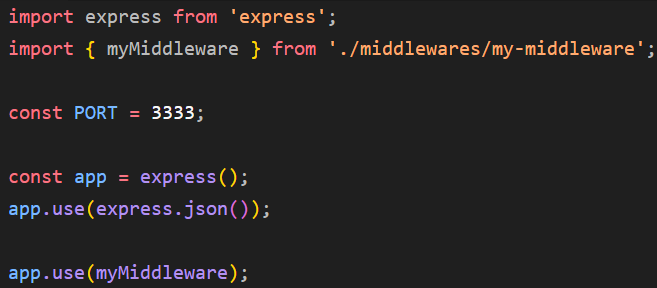 import express from 'express';
import { myMiddleware } from './middlewares/my-middleware';
const PORT = 3333;
const app = express();
app.use(express.json());
app.use(myMiddleware);